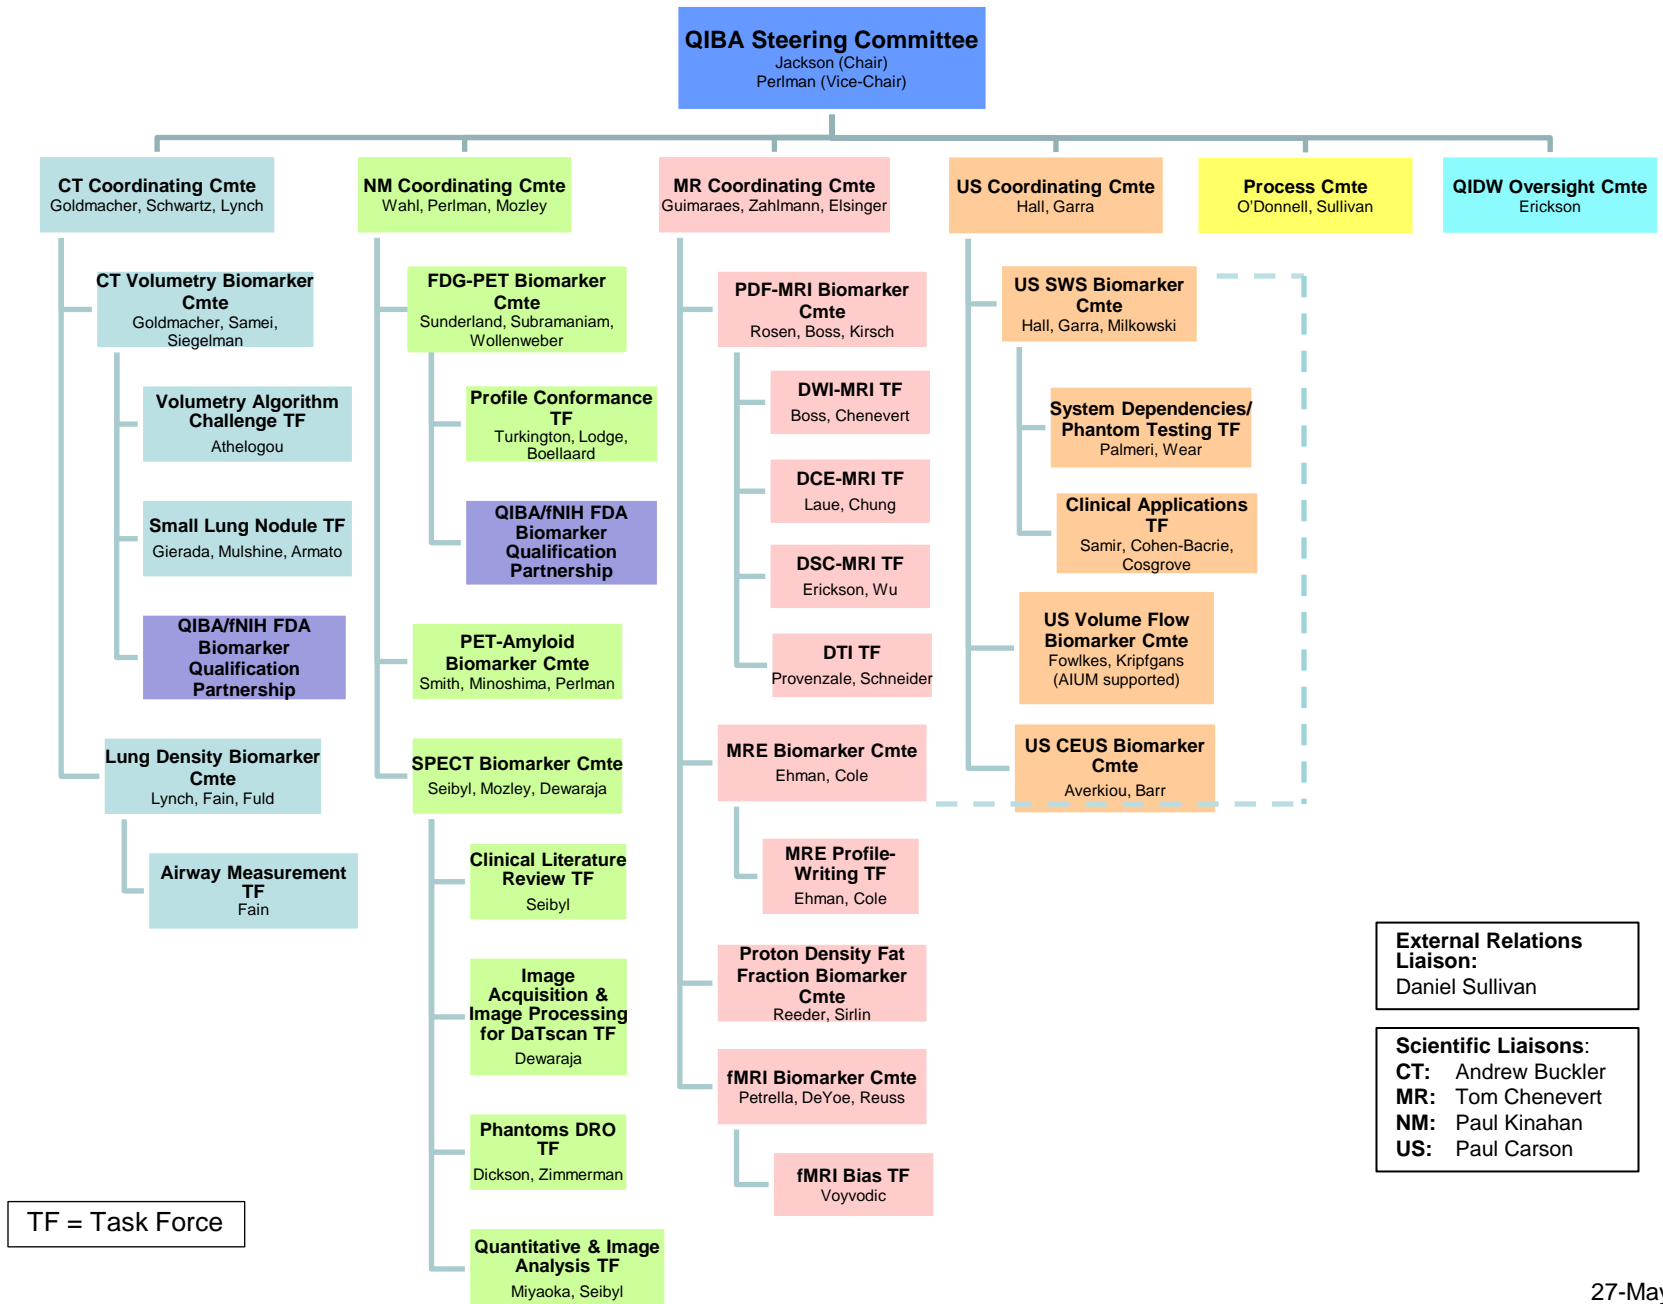 QIBA Steering Committee
Jackson (Chair)
Perlman (Vice-Chair)
CT Coordinating Cmte
Goldmacher, Schwartz, Lynch
NM Coordinating Cmte
Wahl, Perlman, Mozley
MR Coordinating Cmte
Guimaraes, Zahlmann, Elsinger
US Coordinating Cmte
Hall, Garra
Process Cmte
O'Donnell, Sullivan
QIDW Oversight Cmte
Erickson
CT Volumetry Biomarker
Cmte
Goldmacher, Samei,
Siegelman
Volumetry Algorithm
Challenge TF
Athelogou
Small Lung Nodule TF
Gierada, Mulshine, Armato
QIBA/fNIH FDA
Biomarker
Qualification
Partnership
Lung Density Biomarker
Cmte
Lynch, Fain, Fuld
Airway Measurement
TF
Fain
FDG-PET Biomarker
Cmte
Sunderland, Subramaniam,
Wollenweber
Profile Conformance
TF
Turkington, Lodge,
Boellaard
QIBA/fNIH FDA
Biomarker
Qualification
Partnership
PET-Amyloid
Biomarker Cmte
Smith, Minoshima, Perlman
SPECT Biomarker Cmte
Seibyl, Mozley, Dewaraja
Clinical Literature
Review TF
Seibyl
Image
Acquisition &
Image Processing
for DaTscan TF
Dewaraja
Phantoms DRO
TF
Dickson, Zimmerman
Quantitative & Image
Analysis TF
Miyaoka, Seibyl
PDF-MRI Biomarker
Cmte
Rosen, Boss, Kirsch
DWI-MRI TF
Boss, Chenevert
DCE-MRI TF
Laue, Chung
DSC-MRI TF
Erickson, Wu
DTI TF
Provenzale, Schneider
MRE Biomarker Cmte
Ehman, Cole
MRE Profile-
Writing TF
Ehman, Cole
Proton Density Fat
Fraction Biomarker
Cmte
Reeder, Sirlin
fMRI Biomarker Cmte
Petrella, DeYoe, Reuss
fMRI Bias TF
Voyvodic
US SWS Biomarker
Cmte
Hall, Garra, Milkowski
System Dependencies/
Phantom Testing TF
Palmeri, Wear
Clinical Applications
TF
Samir, Cohen-Bacrie,
Cosgrove
US Volume Flow
Biomarker Cmte
Fowlkes, Kripfgans
(AIUM supported)
US CEUS Biomarker
Cmte
Averkiou, Barr
External Relations
Liaison:
Daniel Sullivan
Scientific Liaisons:
CT: Andrew Buckler
MR: Tom Chenevert
NM: Paul Kinahan
US: Paul Carson
TF = Task Force
27-May